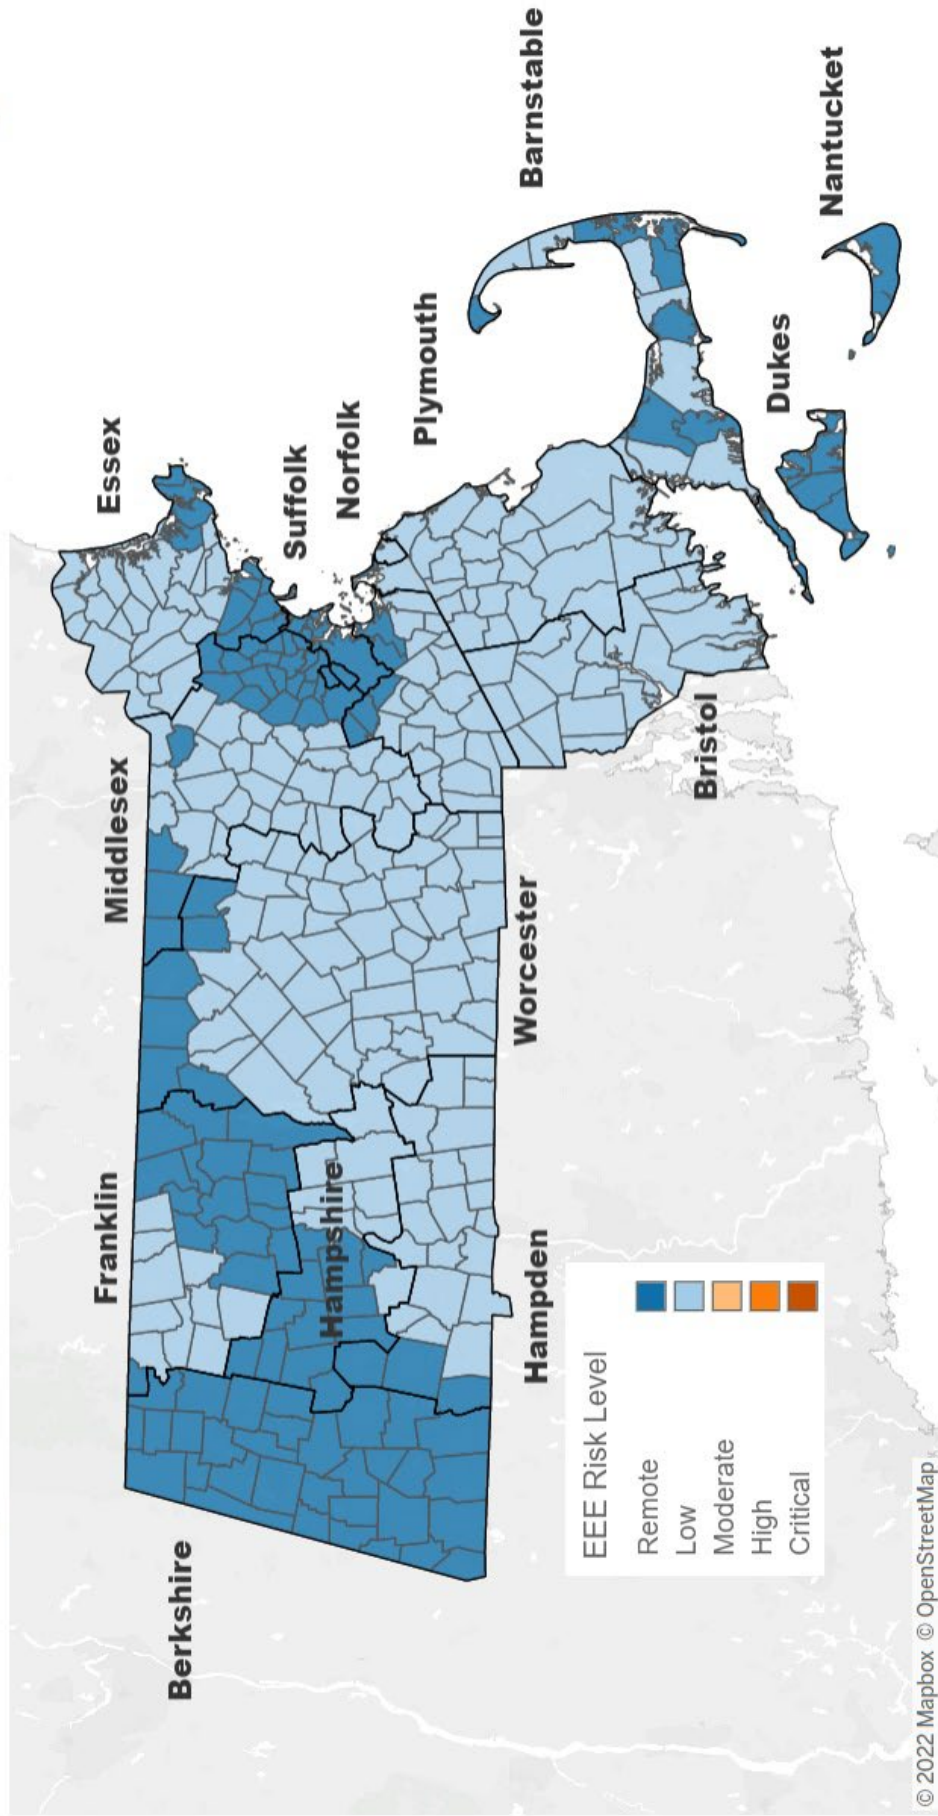 Berkshire
Franklin
Middlesex
Essex
Suffolk
Norfolk
Plymouth
Barnstable
Hampshire
Hampden
Worcester
Bristol
Dukes
Nantucket
EEE Risk Level
Remote
Low
Moderate
High
Critical
© 2022 Mapbox © OpenStreetMap